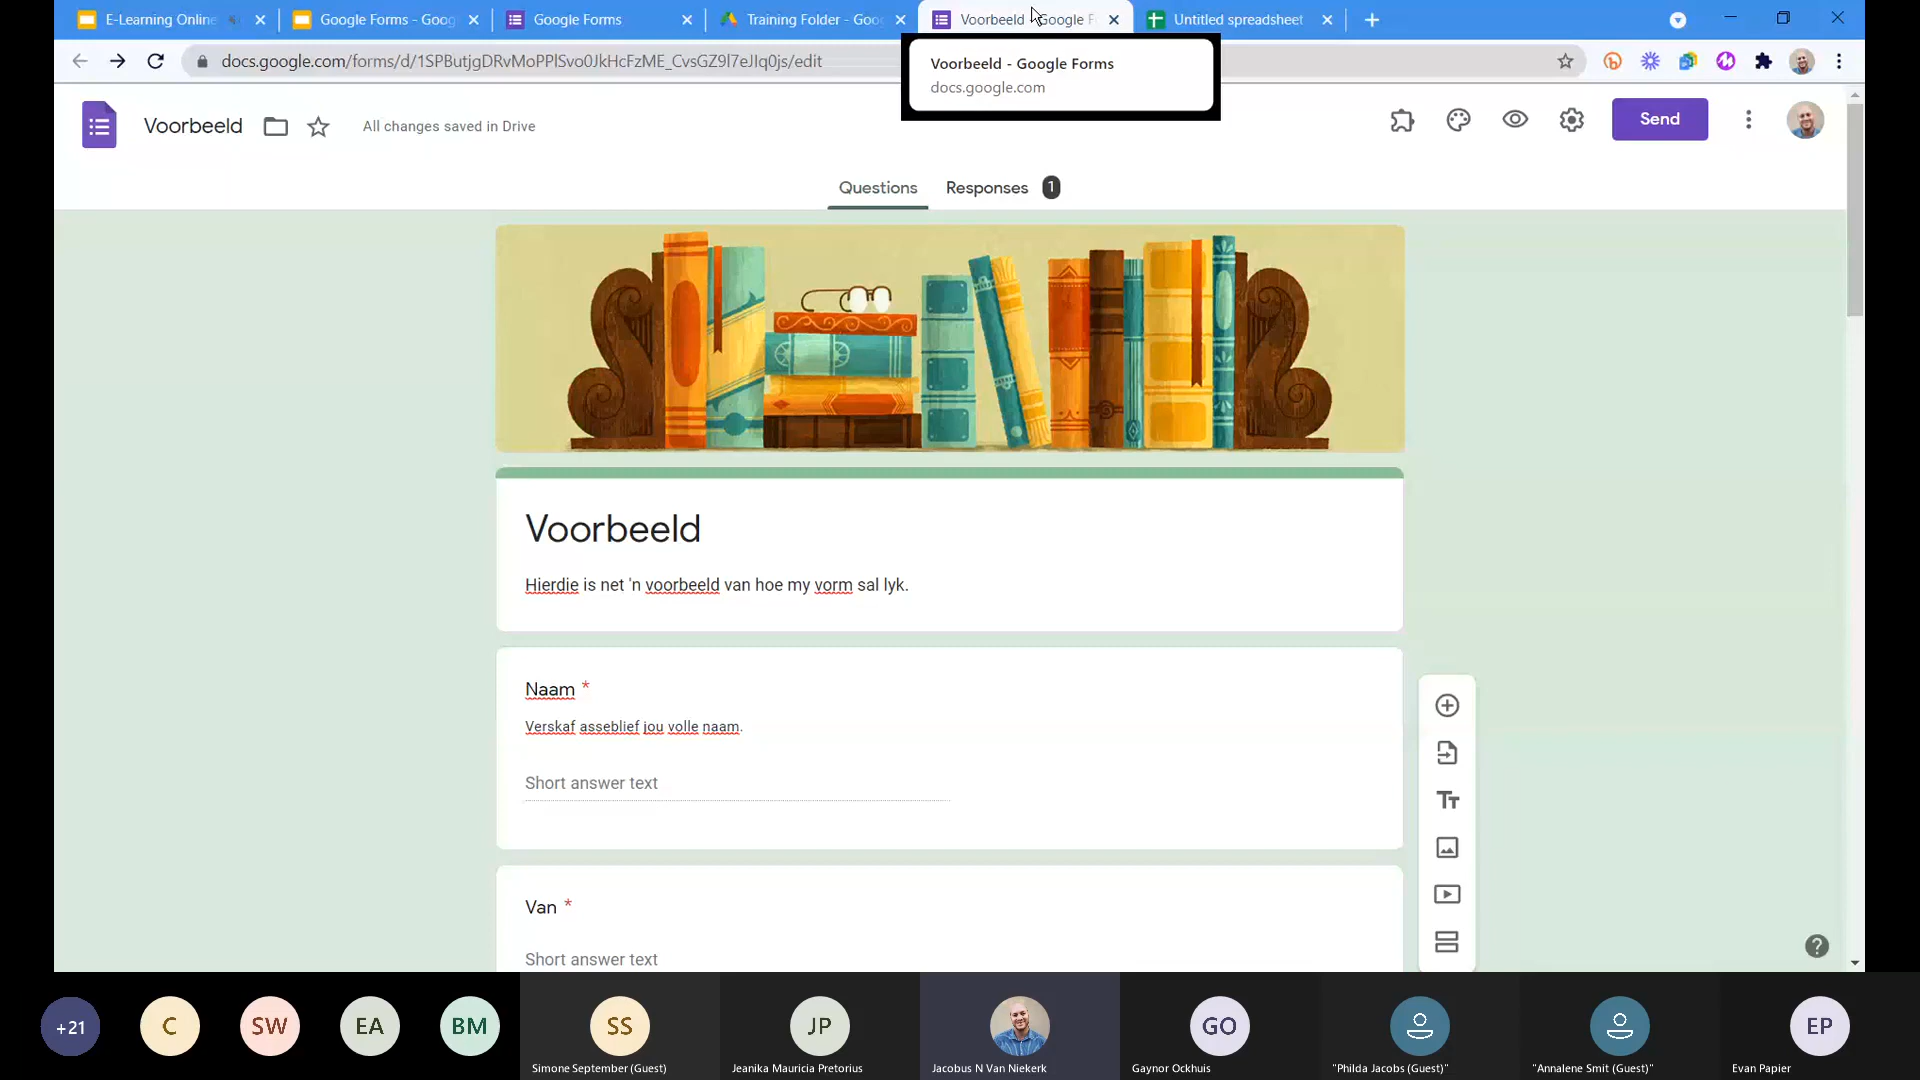 E-Learning Online
Google Forms - Goog
Google Forms
Training Folder - Goo
Voorbeeld - Google F
Untitled spreadsheet
docs.google.com/forms/d/1SPButjgDRvMoPPlSvo0JkHcFzME_CvsGZ9l7eJIq0js/edit
Voorbeeld - Google Forms
docs.google.com
Voorbeeld
All changes saved in Drive
Send
Questions
Responses
1
Voorbeeld
Hierdie is net 'n voorbeeld van hoe my vorm sal lyk.
Naam *
Verskaf asseblief jou volle naam.
Short answer text
Van *
Short answer text
+21
C
SW
EA
BM
SS
Simone September (Guest)
JP
Jeanika Mauricia Pretorius
Jacobus N Van Niekerk
GO
Gaynor Ockhuis
"Philda Jacobs (Guest)"
"Annalene Smit (Guest)"
EP
Evan Papier